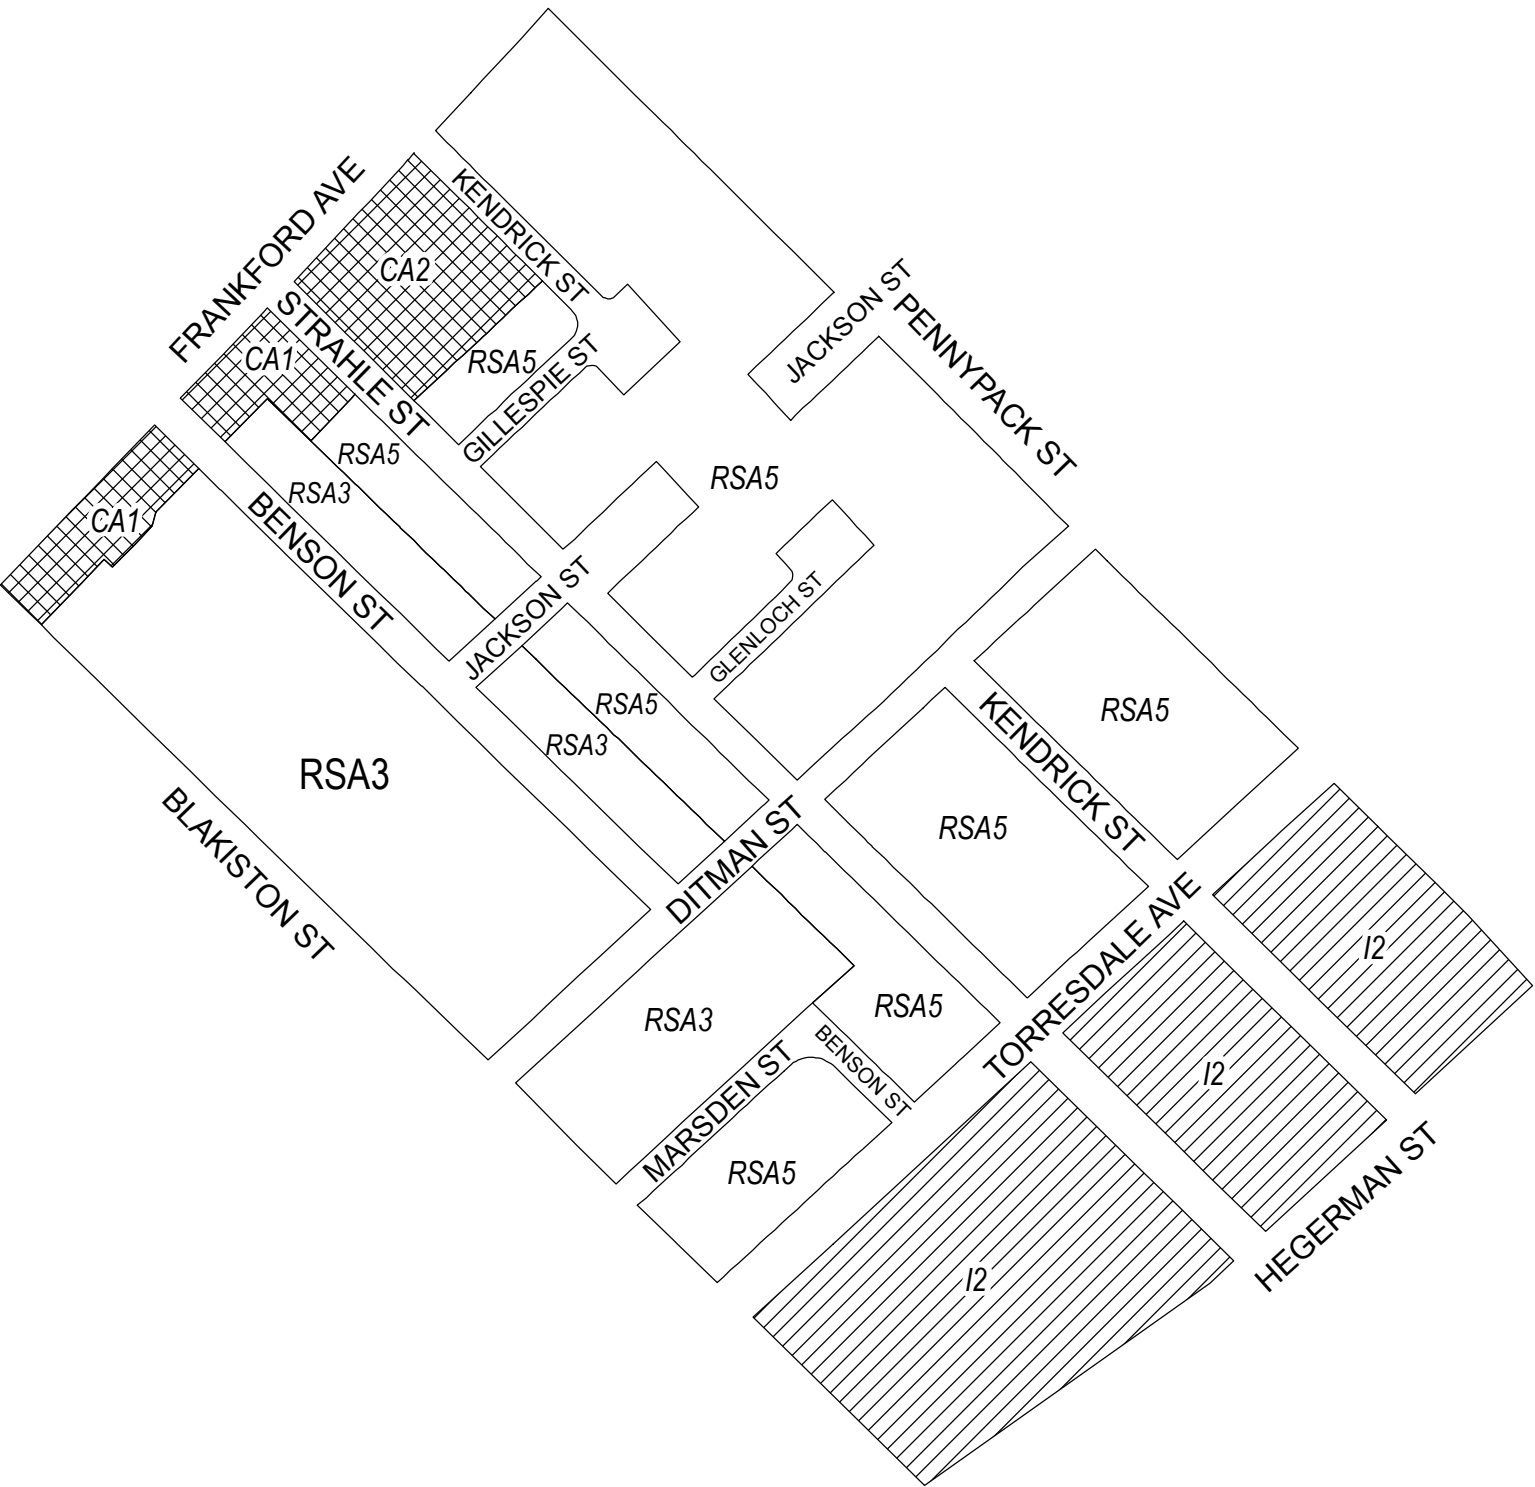 FRANKFORD AVE
KENDRICK ST
CA2
JACKSON ST
PENNYPACK ST
STRAHLE ST
CA1
RSA5
GILLESPIE ST
RSA5
RSA3
RSA5
CA1
BENSON ST
JACKSON ST
GLENLOCH ST
RSA5
RSA3
RSA5
KENDRICK ST
RSA3
BLAKISTON ST
DITMAN ST
RSA5
TORRESDALE AVE
I2
RSA3
RSA5
BENSON ST
MARSDEN ST
I2
RSA5
HEGERMAN ST
I2